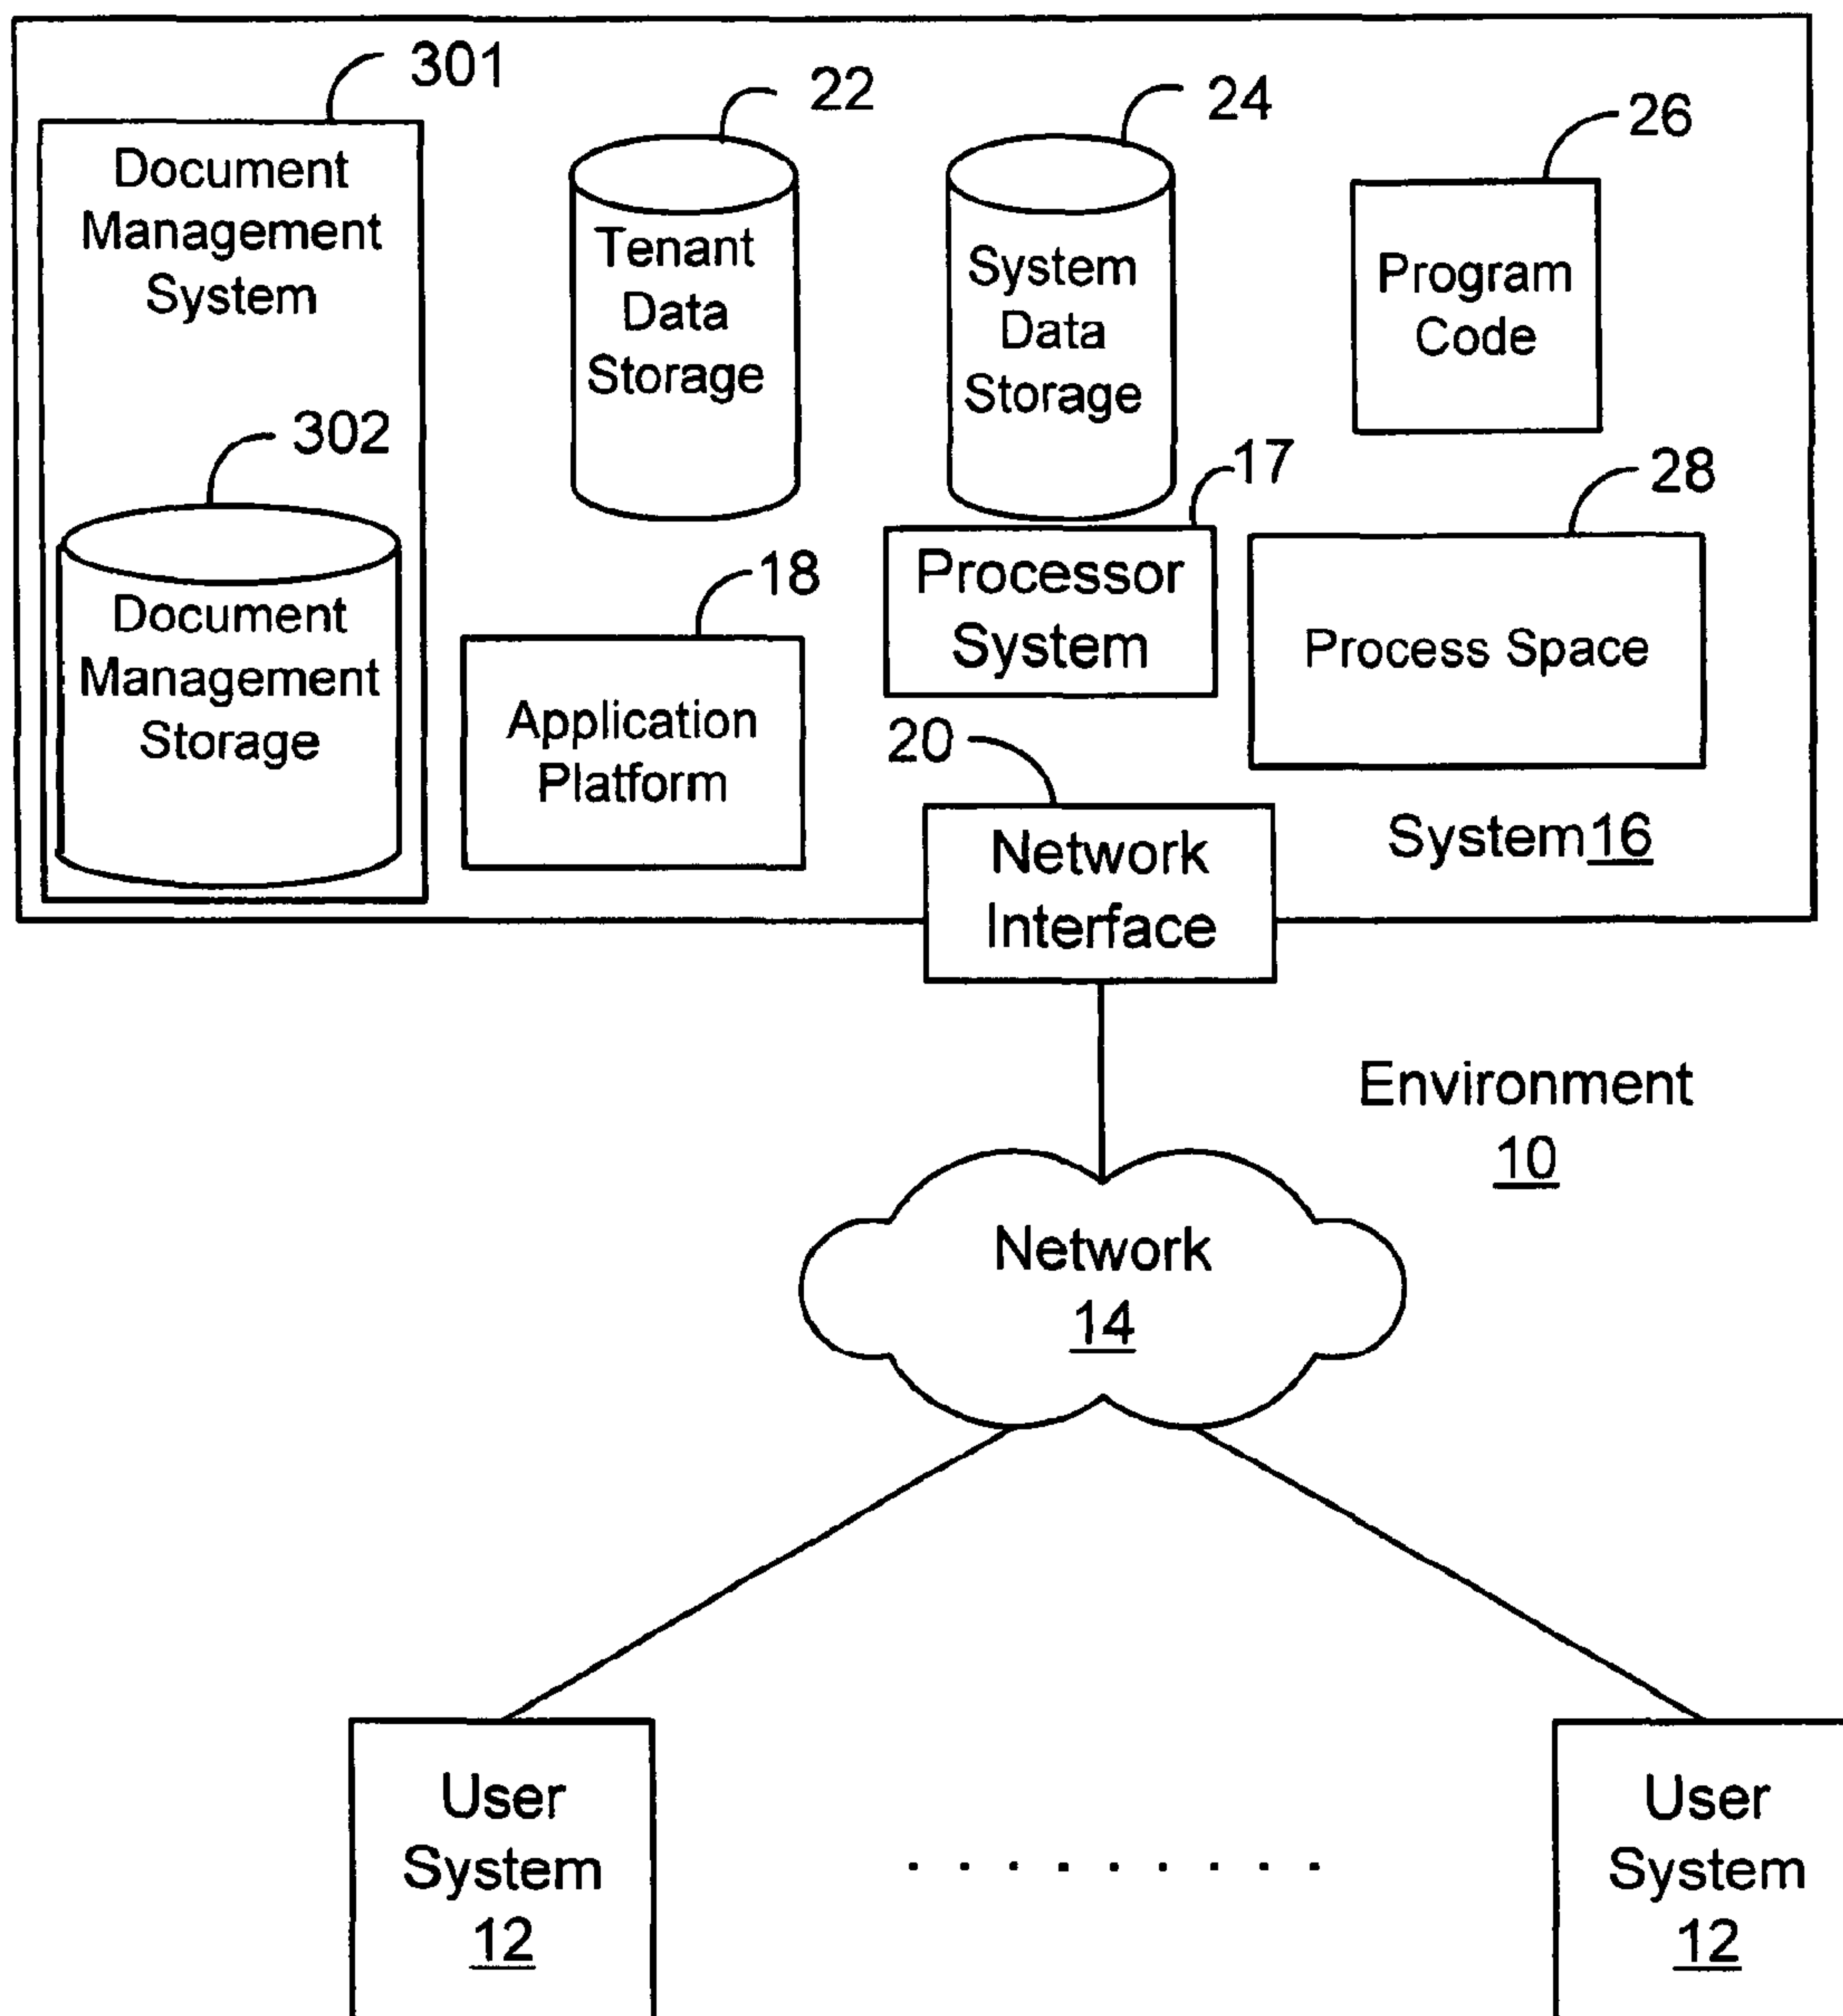 301
Document
Management
System
302
Document
Management
Storage
22
Tenant
Data
Storage
24
System
Data
Storage
26
Program
Code
17
Processor
System
28
Process Space
18
Application
Platform
20
Network
Interface
System 16
Environment
10
Network
14
User
System
12
User
System
12